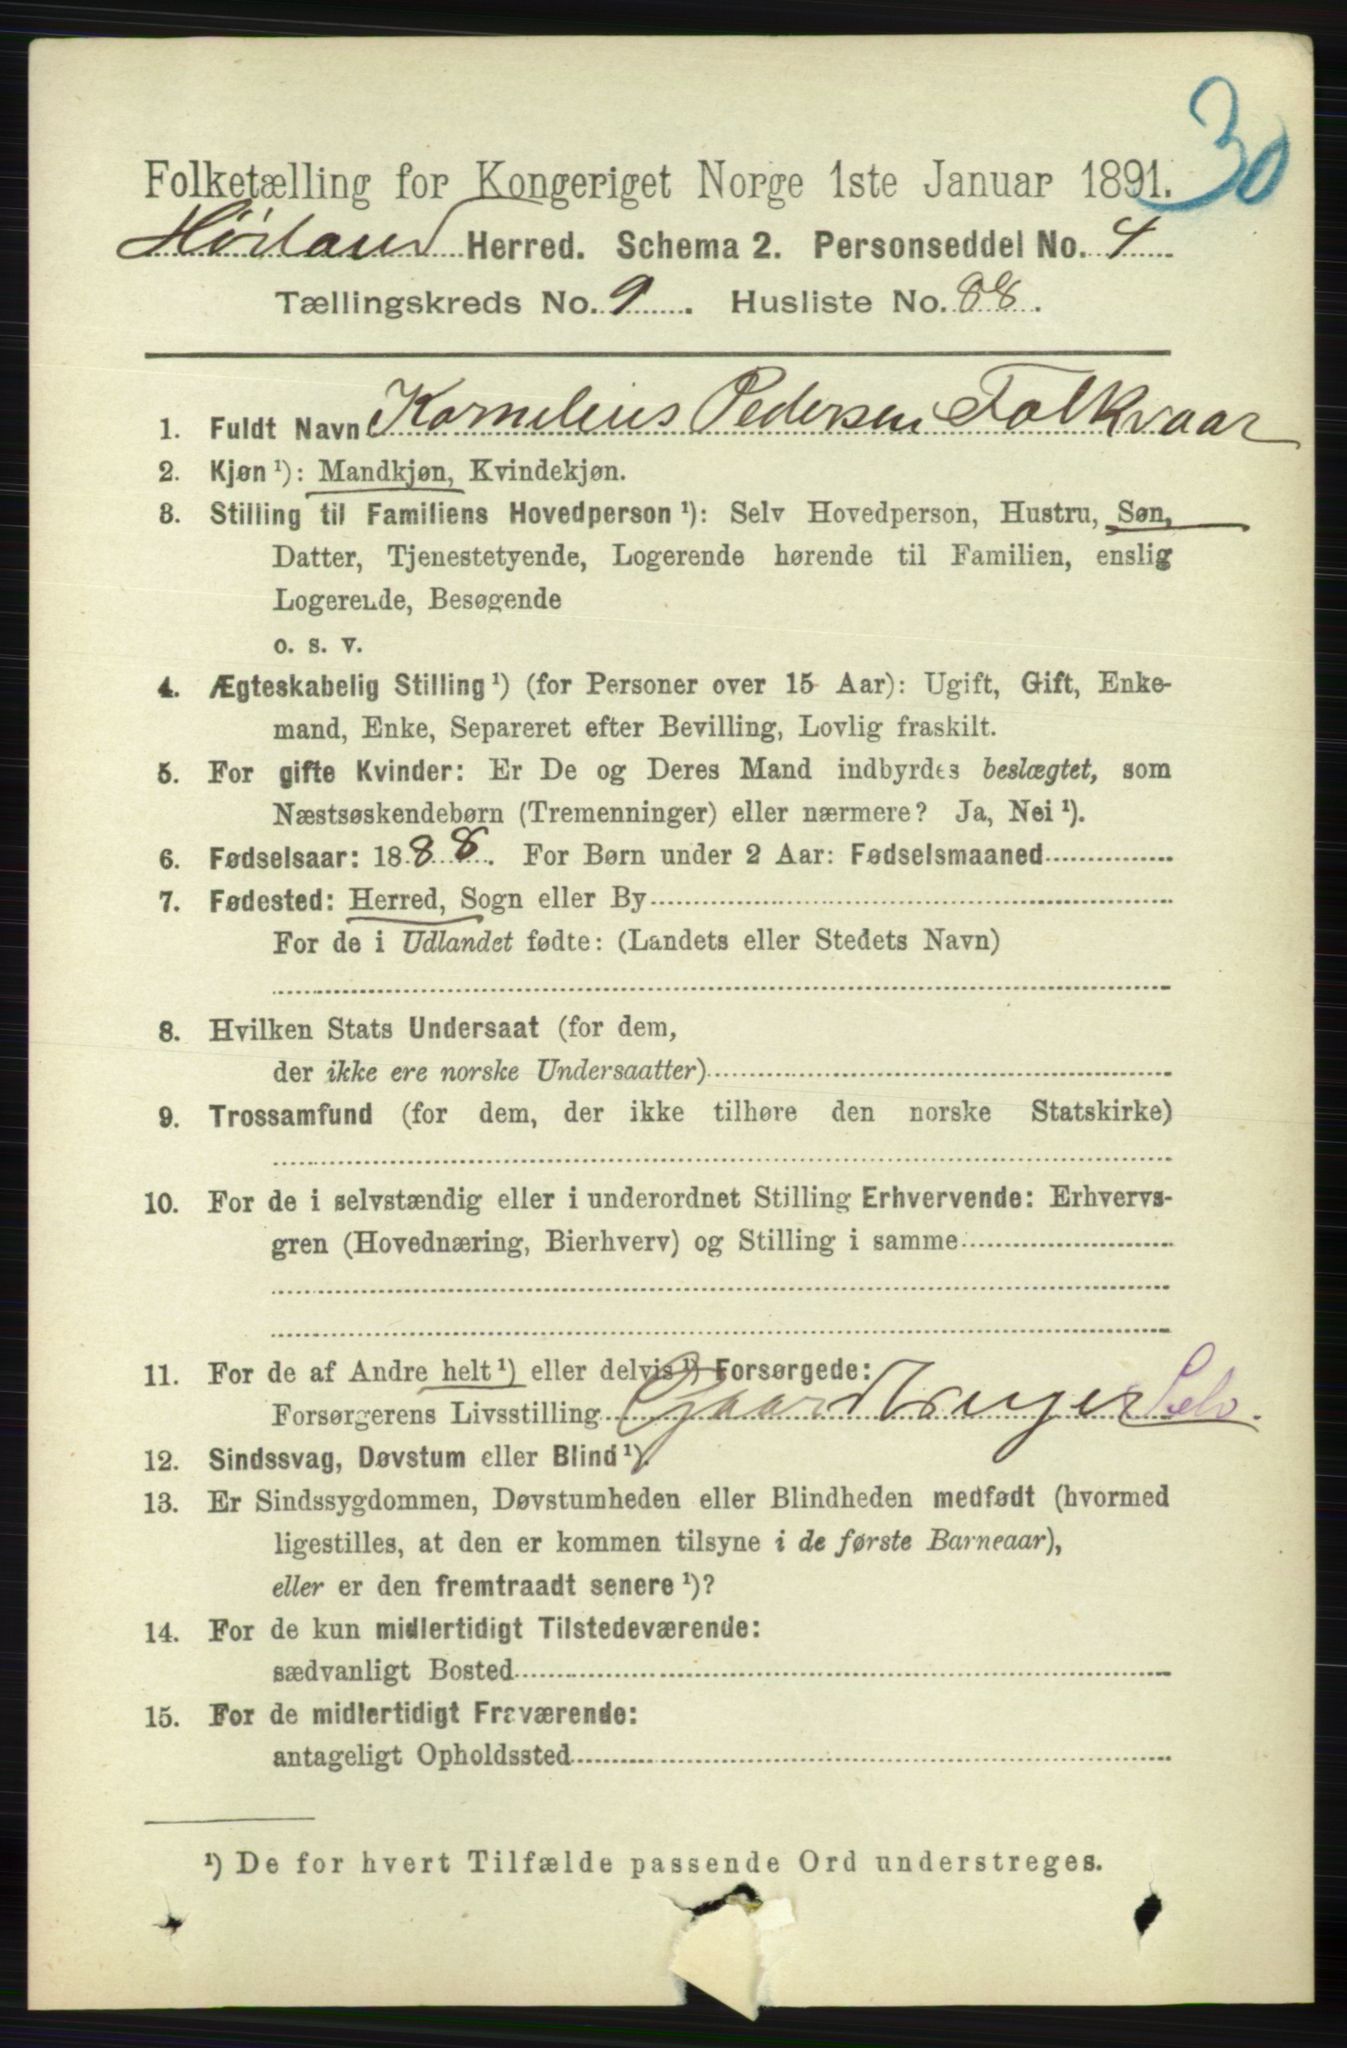 30
Folketælling for Kongeriget Norge 1ste Januar 1891.
Høiland Herred. Schema 2. Personseddel No. 4
Tællingskreds No. 9. Husliste No. 88.
1. Fuldt Navn Kornelius Pedersen Folkvaar
2. Kjøn ¹): Mandkjøn, Kvindekjøn.
3. Stilling til Familiens Hovedperson ¹): Selv Hovedperson, Hustru, Søn,
Datter, Tjenestetyende, Logerende hørende til Familien, enslig
Logerende, Besøgende
o. s. v.
4. Ægteskabelig Stilling ¹) (for Personer over 15 Aar): Ugift, Gift, Enke-
mand, Enke, Separeret efter Bevilling, Lovlig fraskilt.
5. For gifte Kvinder: Er De og Deres Mand indbyrdes beslægtet, som
Næstsøskendebørn (Tremenninger) eller nærmere? Ja, Nei ¹).
6. Fødselsaar: 1888. For Børn under 2 Aar: Fødselsmaaned
7. Fødested: Herred, Sogn eller By
For de i Udlandet fødte: (Landets eller Stedets Navn)
8. Hvilken Stats Undersaat (for dem,
der ikke ere norske Undersaatter)
9. Trossamfund (for dem, der ikke tilhøre den norske Statskirke)
10. For de i selvstændig eller i underordnet Stilling Erhvervende: Erhvervs-
gren (Hovednæring, Bierhverv) og Stilling i samme
11. For de af Andre helt ¹) eller delvis ¹) Forsørgede:
Forsørgerens Livsstilling Gaardbruger Selv.
12. Sindssvag, Døvstum eller Blind ¹).
13. Er Sindssygdommen, Døvstumheden eller Blindheden medfødt (hvormed
ligestilles, at den er kommen tilsyne i de første Barneaar),
eller er den fremtraadt senere ¹)?
14. For de kun midlertidigt Tilstedeværende:
sædvanligt Bosted
15. For de midlertidigt Fraværende:
antageligt Opholdssted
¹) De for hvert Tilfælde passende Ord understreges.